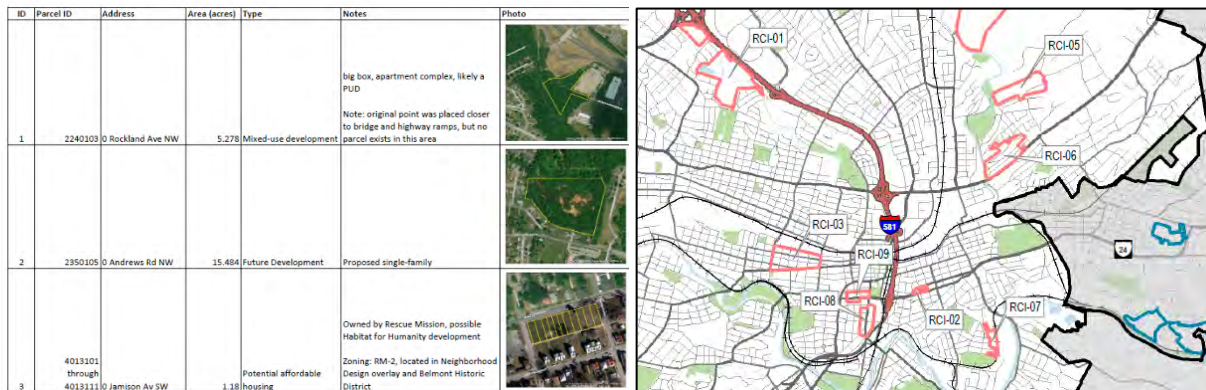 ID Parcel ID Address Area (acres) Type Notes Photo
big box, apartment complex, likely a
PUD
Note: original point was placed closer
to bridge and highway ramps, but no
1 2240103 0 Rockland Ave NW 5.278 Mixed-use development parcel exists in this area
2 2350105 0 Andrews Rd NW 15.484 Future Development Proposed single-family
Owned by Rescue Mission, possible
Habitat for Humanity development
4013101
through
Zoning: RM-2, located in Neighborhood
Potential affordable
Design overlay and Belmont Historic
3 4013111 0 Jamison Av SW 1.18 housing District
RCI-01
RCI-05
RCI-06
581
RCI-03
24
RCI-09
RCI-08
RCI-02
RCI-07